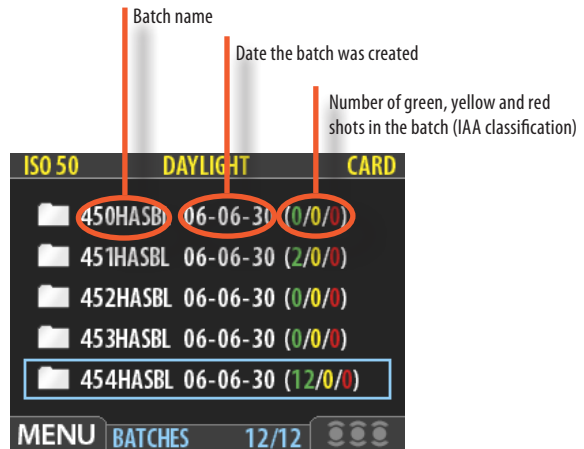 Batch name
Date the batch was created
Number of green, yellow and red
shots in the batch (IAA classification)
ISO 50 DAYLIGHT CARD
450HASBL 06-06-30 (0/0/0)
451HASBL 06-06-30 (2/0/0)
452HASBL 06-06-30 (0/0/0)
453HASBL 06-06-30 (0/0/0)
454HASBL 06-06-30 (12/0/0)
MENU BATCHES 12/12